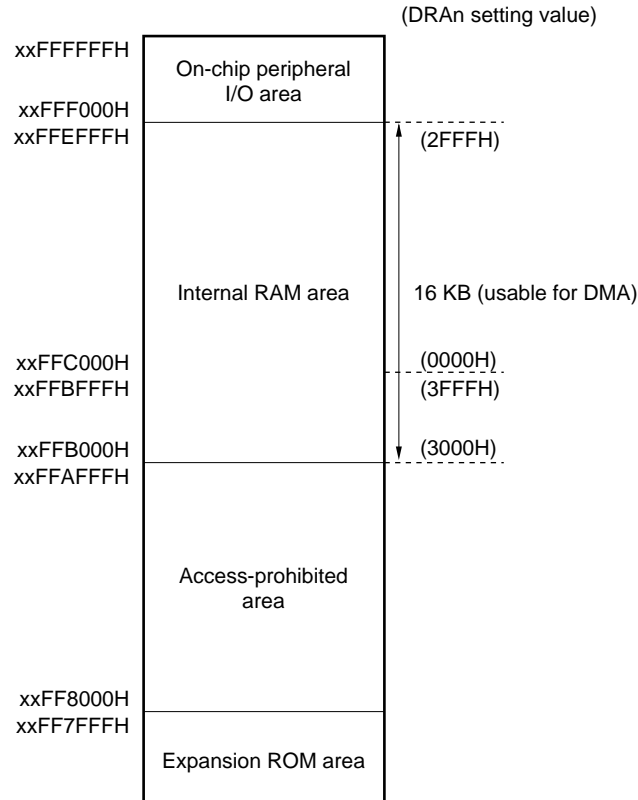 (DRAn setting value)
xxFFFFFFH
On-chip peripheral
I/O area
xxFFF000H
xxFFEFFFH
(2FFFH)
Internal RAM area
16 KB (usable for DMA)
xxFFC000H
(0000H)
xxFFBFFFH
(3FFFH)
xxFFB000H
(3000H)
xxFFAFFFH
Access-prohibited
area
xxFF8000H
xxFF7FFFH
Expansion ROM area